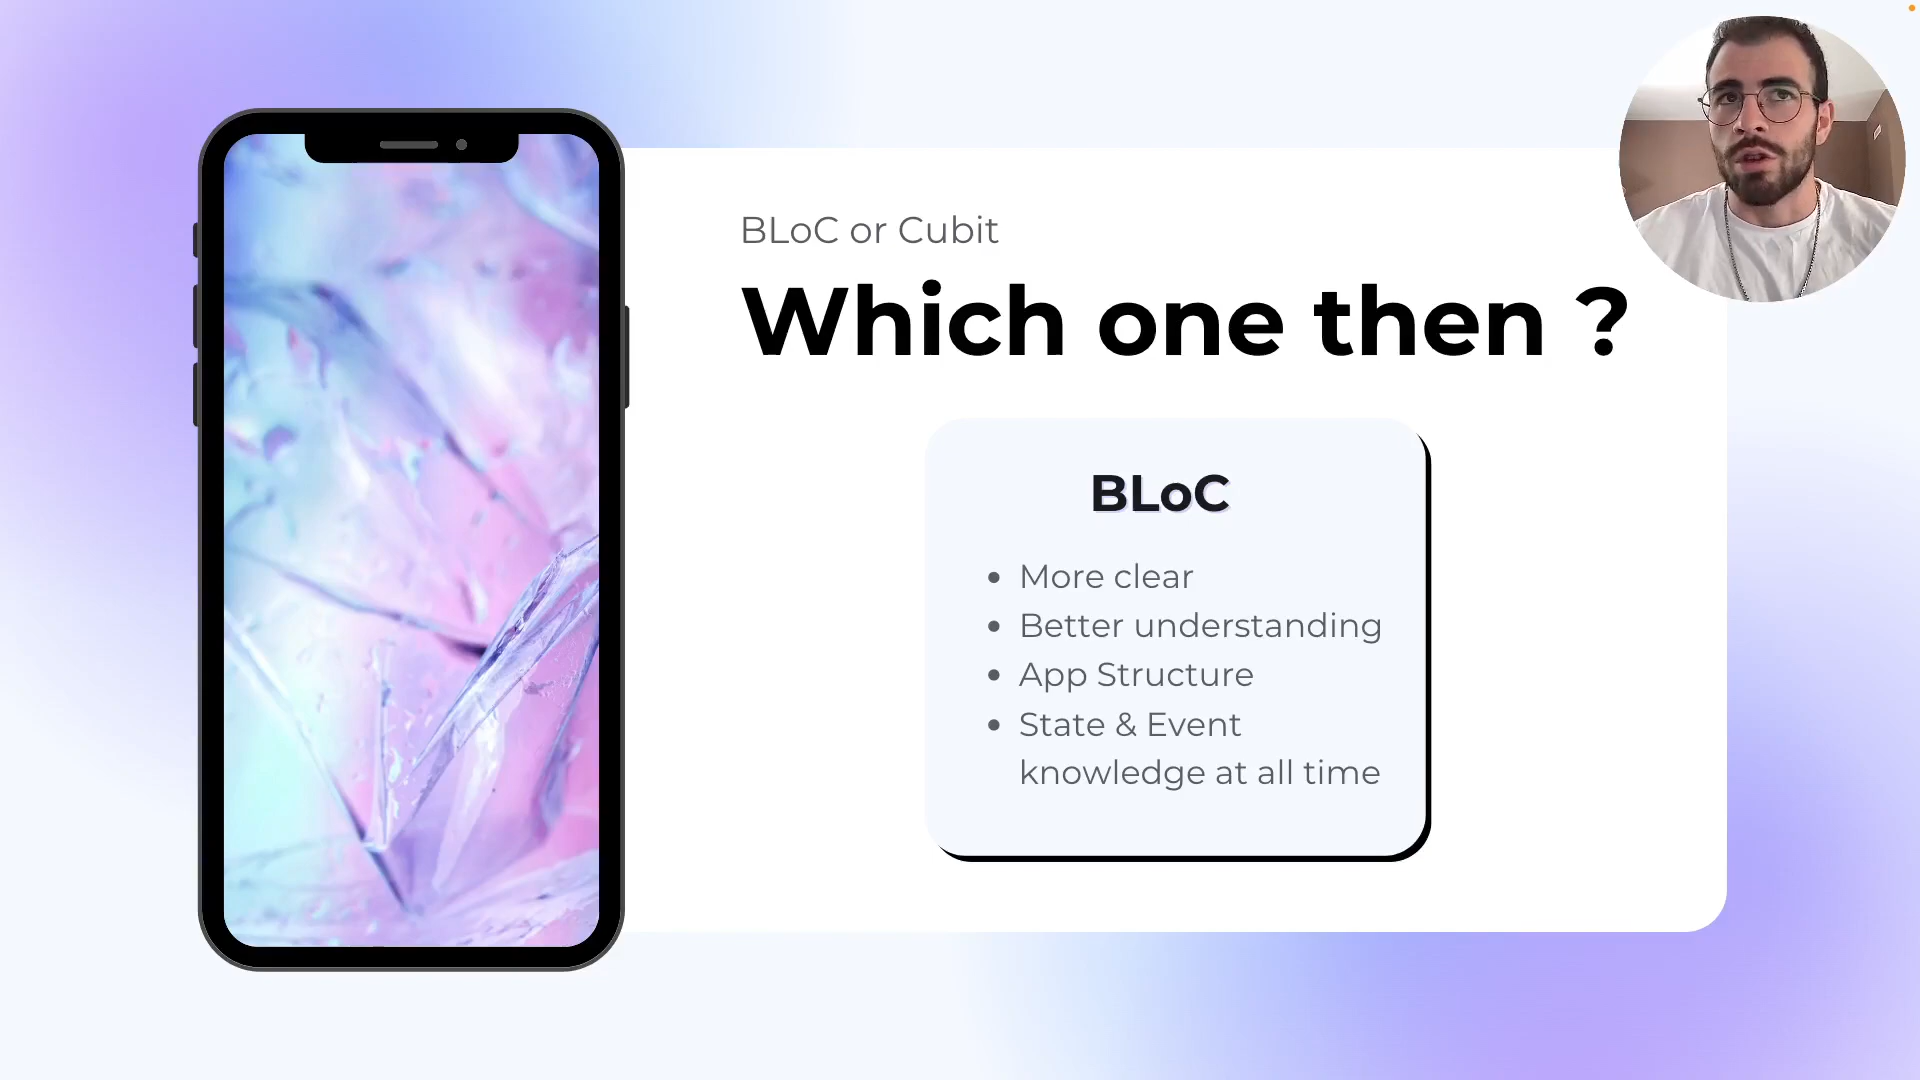 BLoC or Cubit
Which one then ?
BLoC
• More clear
• Better understanding
• App Structure
• State & Event
knowledge at all time